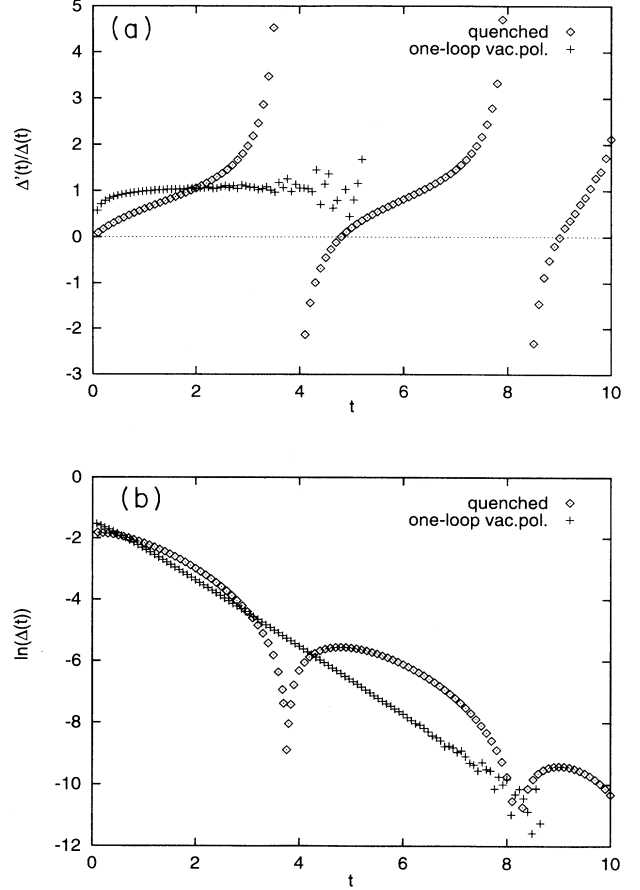 (a)
quenched ◇
one-loop vac.pol. +
5
4
3
2
1
0
-1
-2
-3
Δ'(t)/Δ(t)
0 2 4 6 8 10
t
(b)
quenched ◇
one-loop vac.pol. +
0
-2
-4
-6
-8
-10
-12
ln(Δ(t))
0 2 4 6 8 10
t